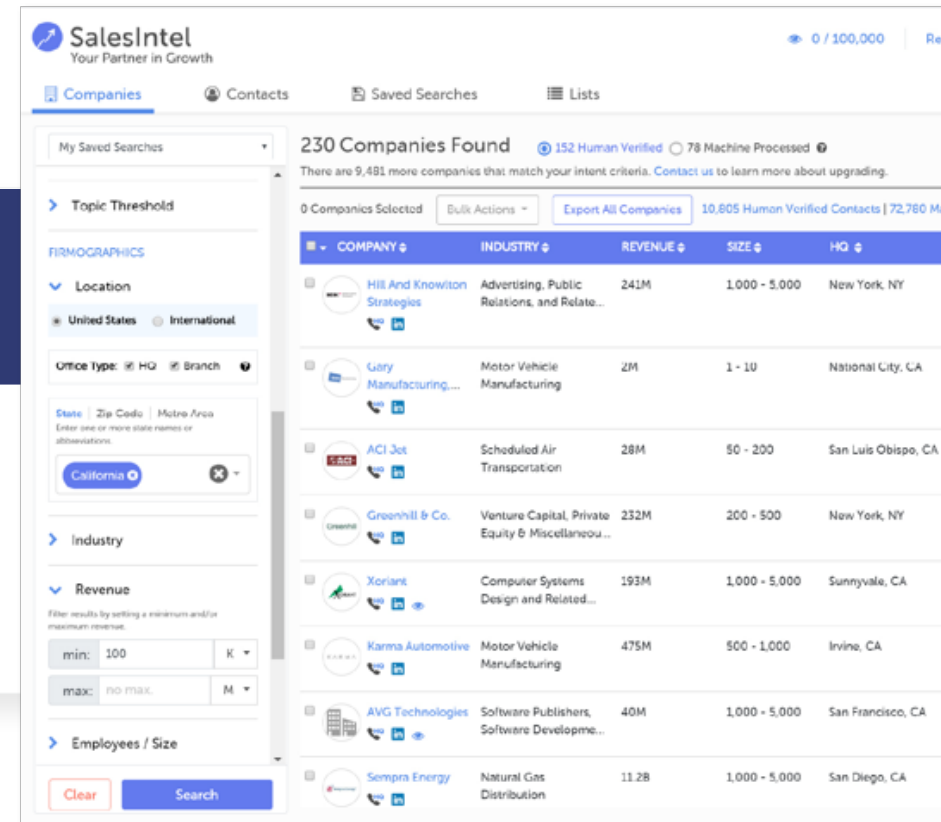 SalesIntel
Your Partner in Growth
0 / 100,000
Re
Companies
Contacts
Saved Searches
Lists
My Saved Searches
Topic Threshold
FIRMOGRAPHICS
Location
United States
International
Office Type: HQ Branch
State | Zip Code | Metro Area
Enter one or more state names or
abbreviations.
California
Industry
Revenue
Filter results by setting a minimum and/or
maximum revenue.
min: 100 K
max: no max. M
Employees / Size
Clear
Search
230 Companies Found 152 Human Verified 78 Machine Processed
There are 9,481 more companies that match your intent criteria. Contact us to learn more about upgrading.
0 Companies Selected Bulk Actions Export All Companies 10,805 Human Verified Contacts | 72,780 Ma
COMPANY INDUSTRY REVENUE SIZE HQ
Hill And Knowlton Advertising, Public 241M 1,000 - 5,000 New York, NY
Strategies Relations, and Relate...
Gary Motor Vehicle 2M 1 - 10 National City, CA
Manufacturing,... Manufacturing
ACI Jet Scheduled Air 28M 50 - 200 San Luis Obispo, CA
Transportation
Greenhill & Co. Venture Capital, Private 232M 200 - 500 New York, NY
Greenhill Equity & Miscellaneou...
Xoriant Computer Systems 193M 1,000 - 5,000 Sunnyvale, CA
Design and Related...
Karma Automotive Motor Vehicle 475M 500 - 1,000 Irvine, CA
Manufacturing
AVG Technologies Software Publishers, 40M 1,000 - 5,000 San Francisco, CA
Software Developme...
Sempra Energy Natural Gas 11.2B 1,000 - 5,000 San Diego, CA
Distribution